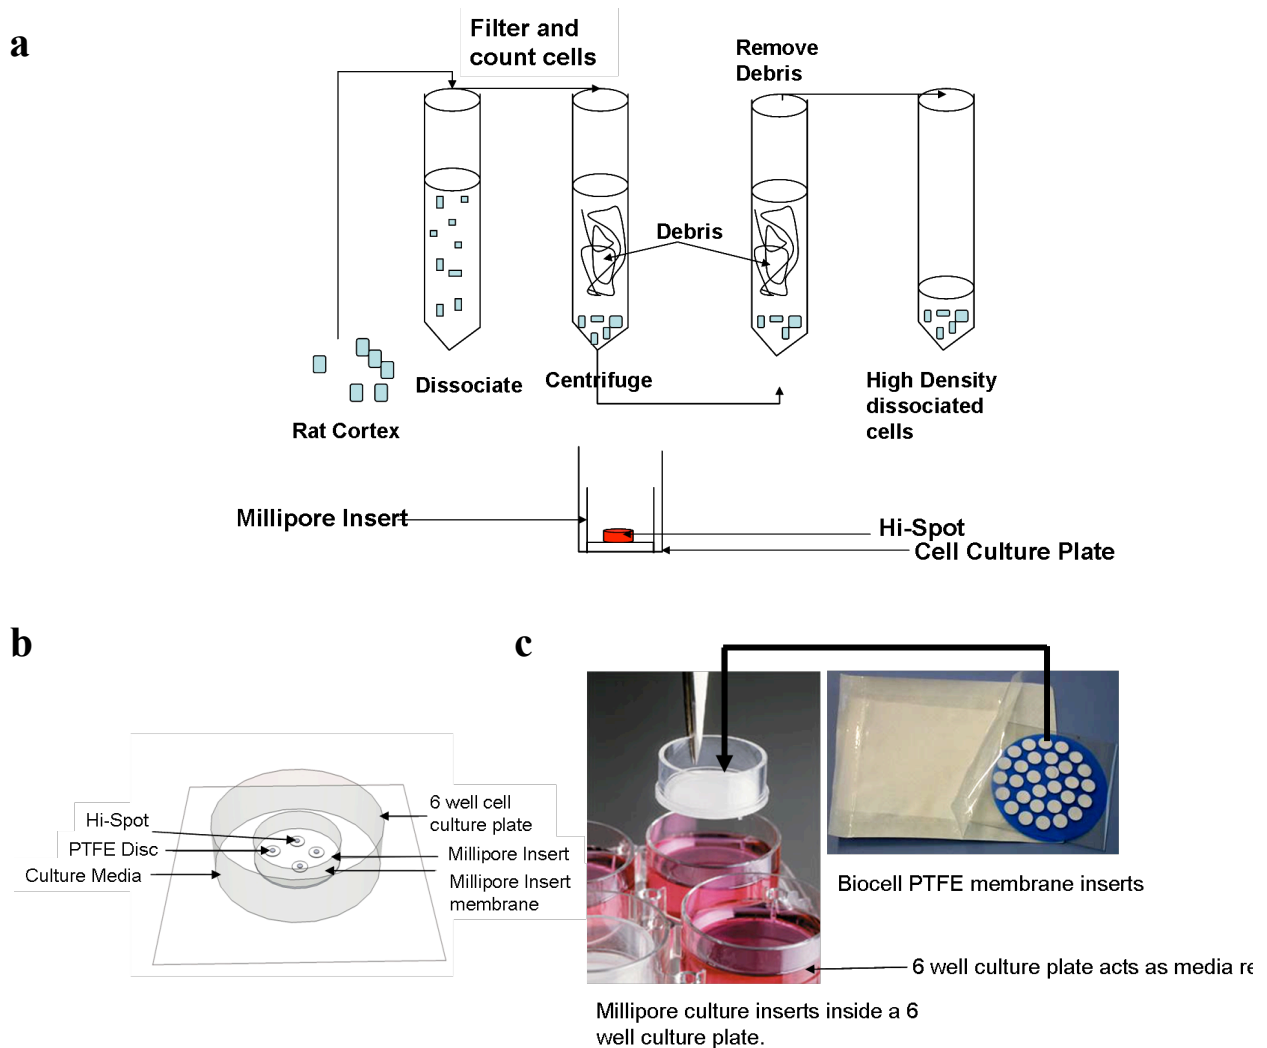 a
Filter and
count cells
Remove
Debris
Debris
Dissociate
Centrifuge
High Density
dissociated
cells
Rat Cortex
Millipore Insert
Hi-Spot
Cell Culture Plate
b
Hi-Spot
PTFE Disc
Culture Media
6 well cell
culture plate
Millipore Insert
Millipore Insert
membrane
c
Biocell PTFE membrane inserts
6 well culture plate acts as media re
Millipore culture inserts inside a 6
well culture plate.